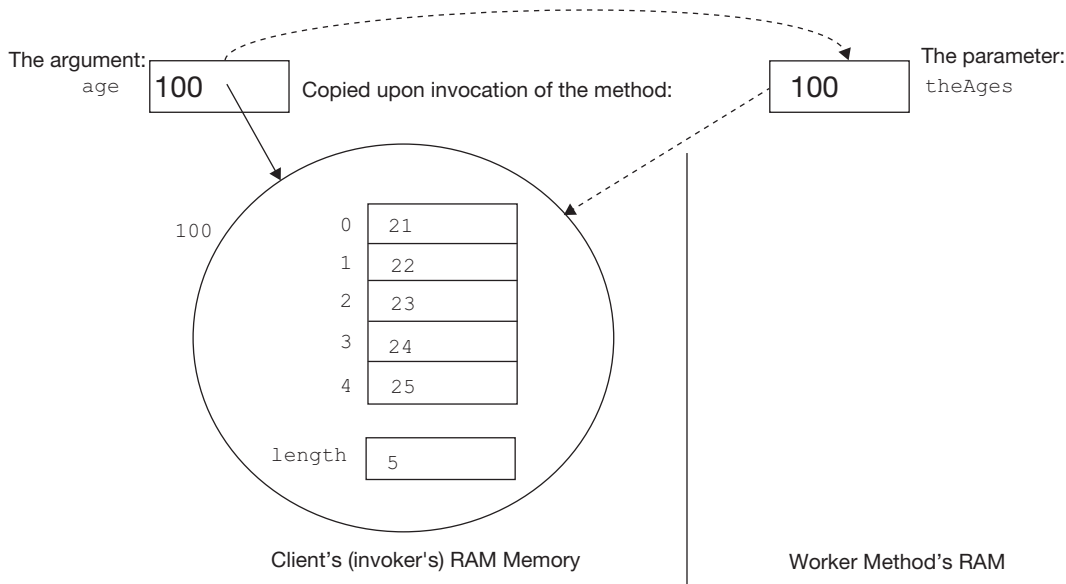 The argument:
age
100
Copied upon invocation of the method:
100
The parameter:
theAges
100
0 21
1 22
2 23
3 24
4 25
length 5
Client's (invoker's) RAM Memory
Worker Method's RAM